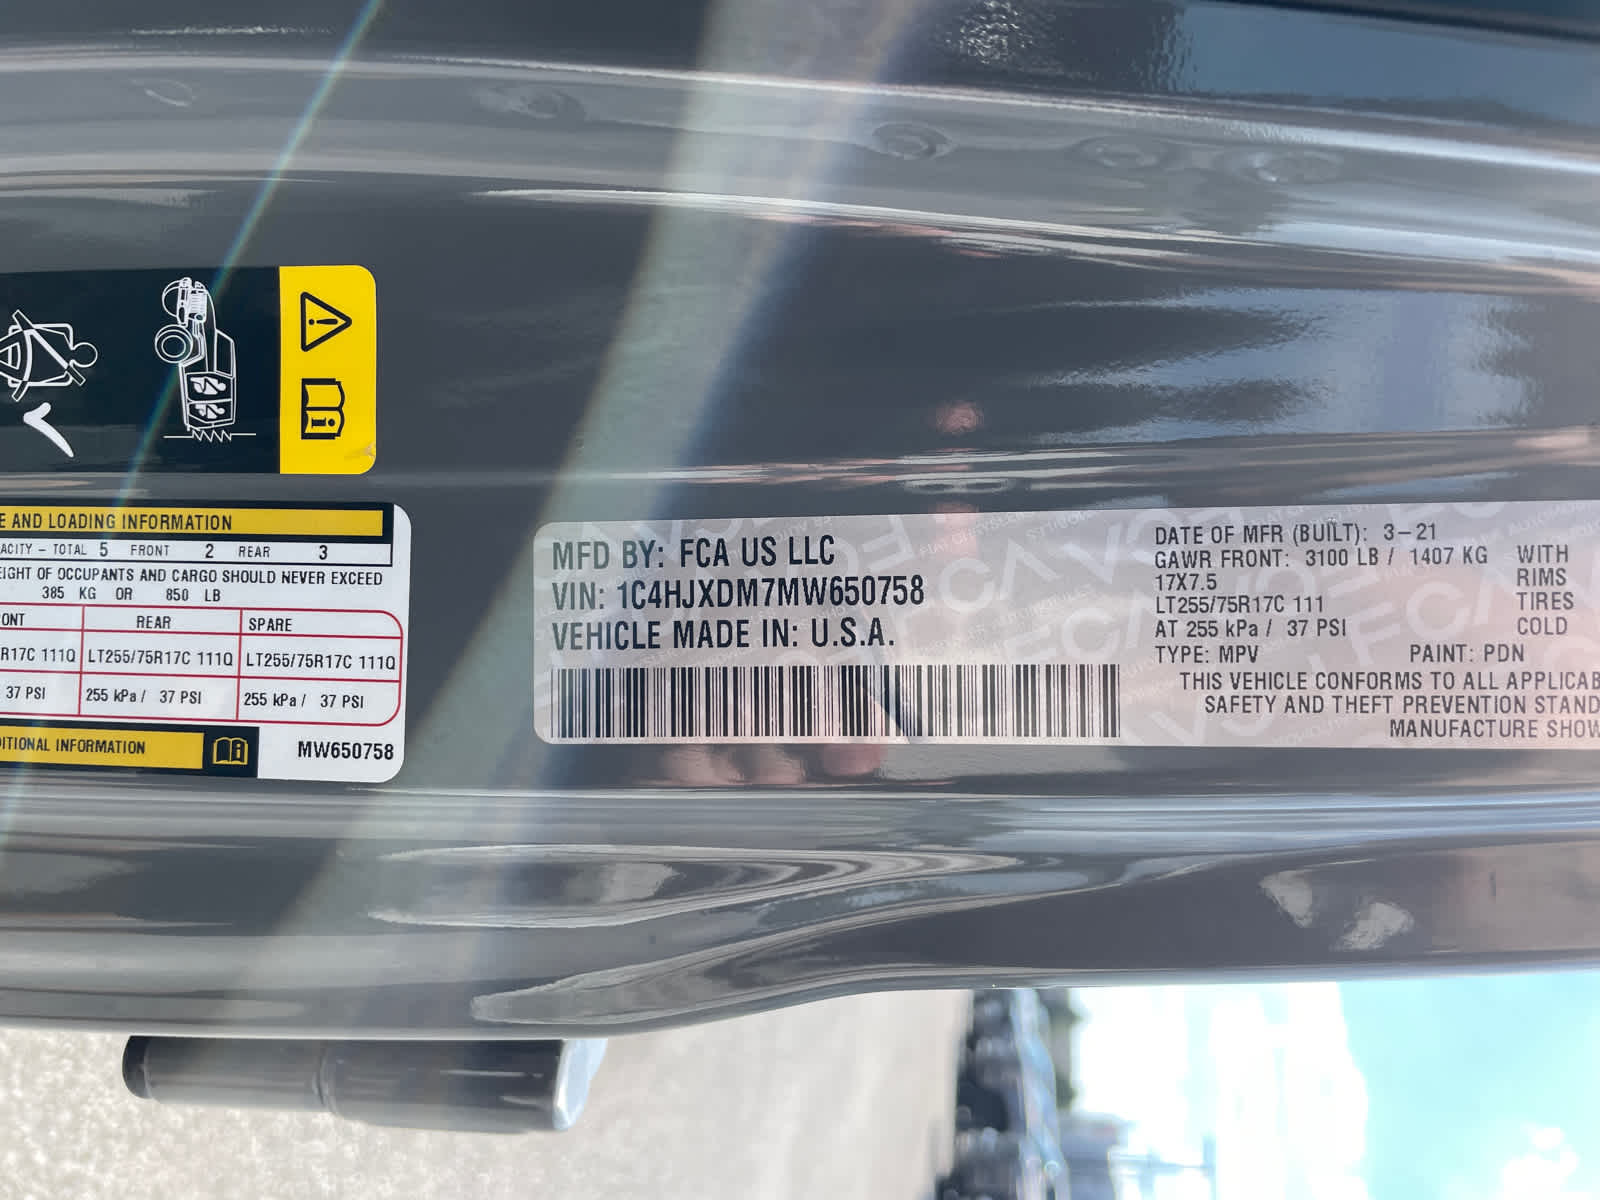 E AND LOADING INFORMATION
ACITY – TOTAL 5 FRONT 2 REAR 3
EIGHT OF OCCUPANTS AND CARGO SHOULD NEVER EXCEED
385 KG OR 850 LB
ONT REAR SPARE
R17C 111Q LT255/75R17C 111Q LT255/75R17C 111Q
37 PSI 255 kPa / 37 PSI 255 kPa / 37 PSI
DITIONAL INFORMATION
MW650758
MFD BY: FCA US LLC
VIN: 1C4HJXDM7MW650758
VEHICLE MADE IN: U.S.A.
DATE OF MFR (BUILT): 3–21
GAWR FRONT: 3100 LB / 1407 KG WITH
17X7.5 RIMS
LT255/75R17C 111 TIRES
AT 255 kPa / 37 PSI COLD
TYPE: MPV PAINT: PDN
THIS VEHICLE CONFORMS TO ALL APPLICAB
SAFETY AND THEFT PREVENTION STAND
MANUFACTURE SHOW